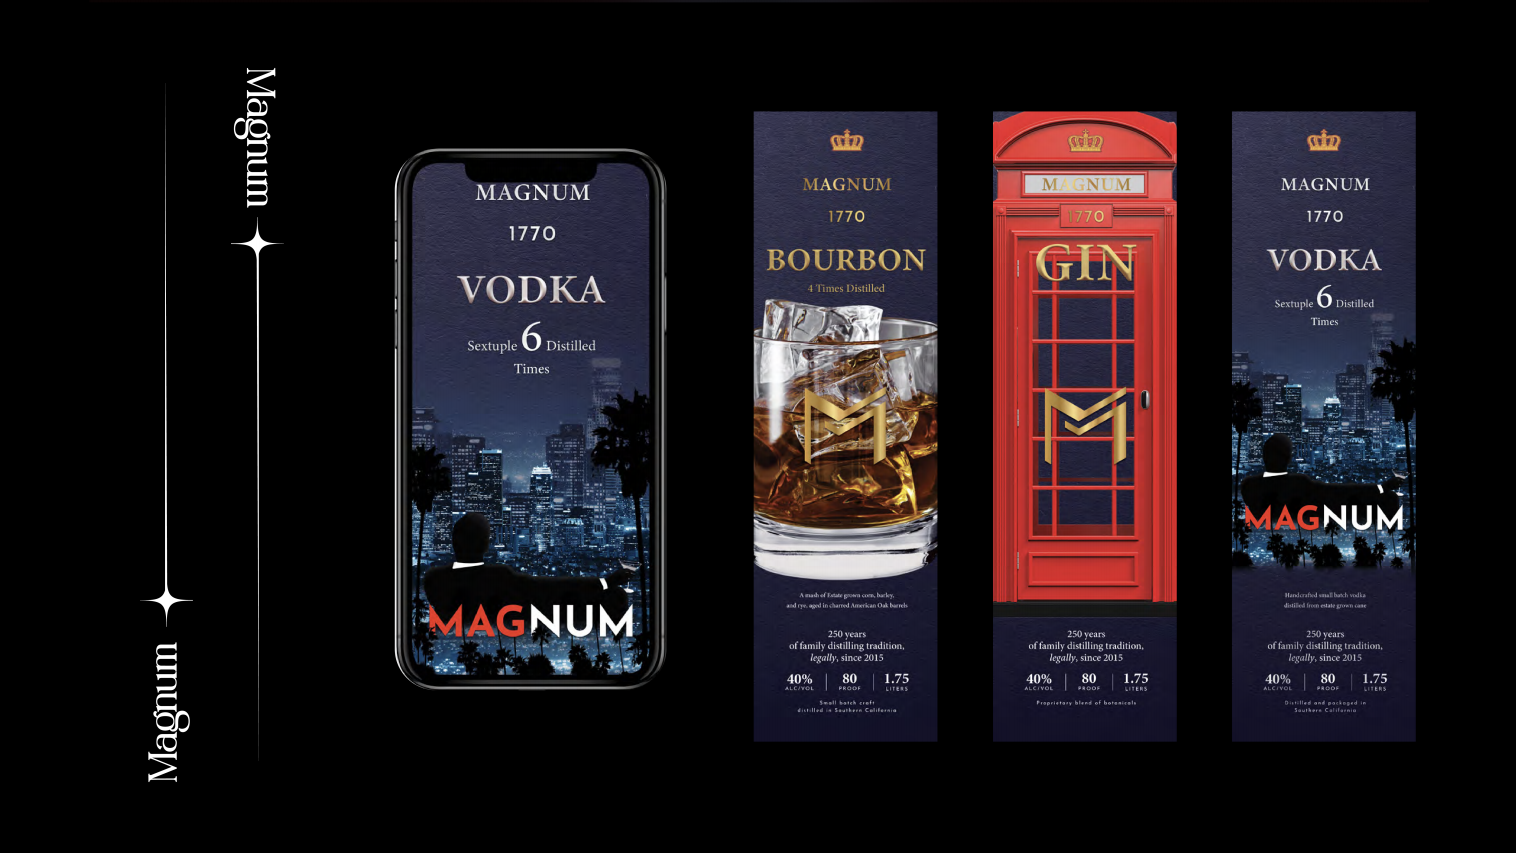 Magnum
Magnum
MAGNUM
1770
VODKA
Sextuple 6 Distilled
Times
MAGNUM
MAGNUM
1770
BOURBON
4 Times Distilled
A mash of Estate grown corn, barley,
and rye, aged in charred American Oak barrels
250 years
of family distilling tradition,
legally, since 2015
40% | 80 | 1.75
ALC/VOL PROOF LITERS
Small batch craft
distilled in Southern California
MAGNUM
1770
GIN
250 years
of family distilling tradition,
legally, since 2015
40% | 80 | 1.75
ALC/VOL PROOF LITERS
Proprietary blend of botanicals
MAGNUM
1770
VODKA
Sextuple 6 Distilled
Times
MAGNUM
Handcrafted small batch vodka
distilled from estate grown cane
250 years
of family distilling tradition,
legally, since 2015
40% | 80 | 1.75
ALC/VOL PROOF LITERS
Distilled and packaged in
Southern California